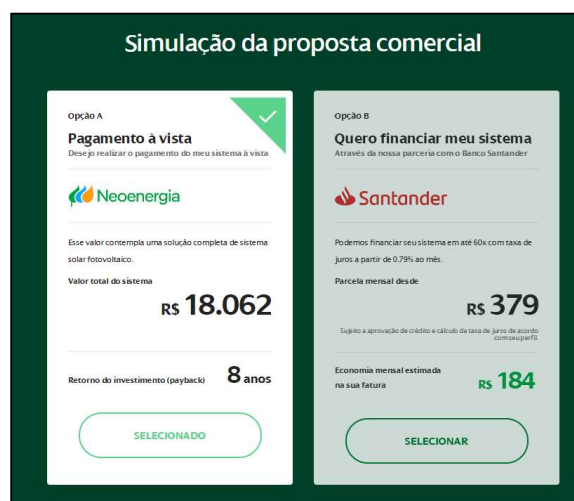 Simulação da proposta comercial
Opção A
Pagamento à vista
Desejo realizar o pagamento do meu sistema à vista
Neoenergia
Esse valor contempla uma solução completa de sistema
solar fotovoltaico.
Valor total do sistema
R$ 18.062
Retorno do investimento (payback) 8 anos
SELECIONADO
Opção B
Quero financiar meu sistema
Através da nossa parceria com o Banco Santander
Santander
Podemos financiar seu sistema em até 60x com taxa de
juros a partir de 0.79% ao mês.
Parcela mensal desde
R$ 379
Sujeito a aprovação de crédito e cálculo da taxa de juros de acordo
com seu perfil.
Economia mensal estimada
na sua fatura R$ 184
SELECIONAR